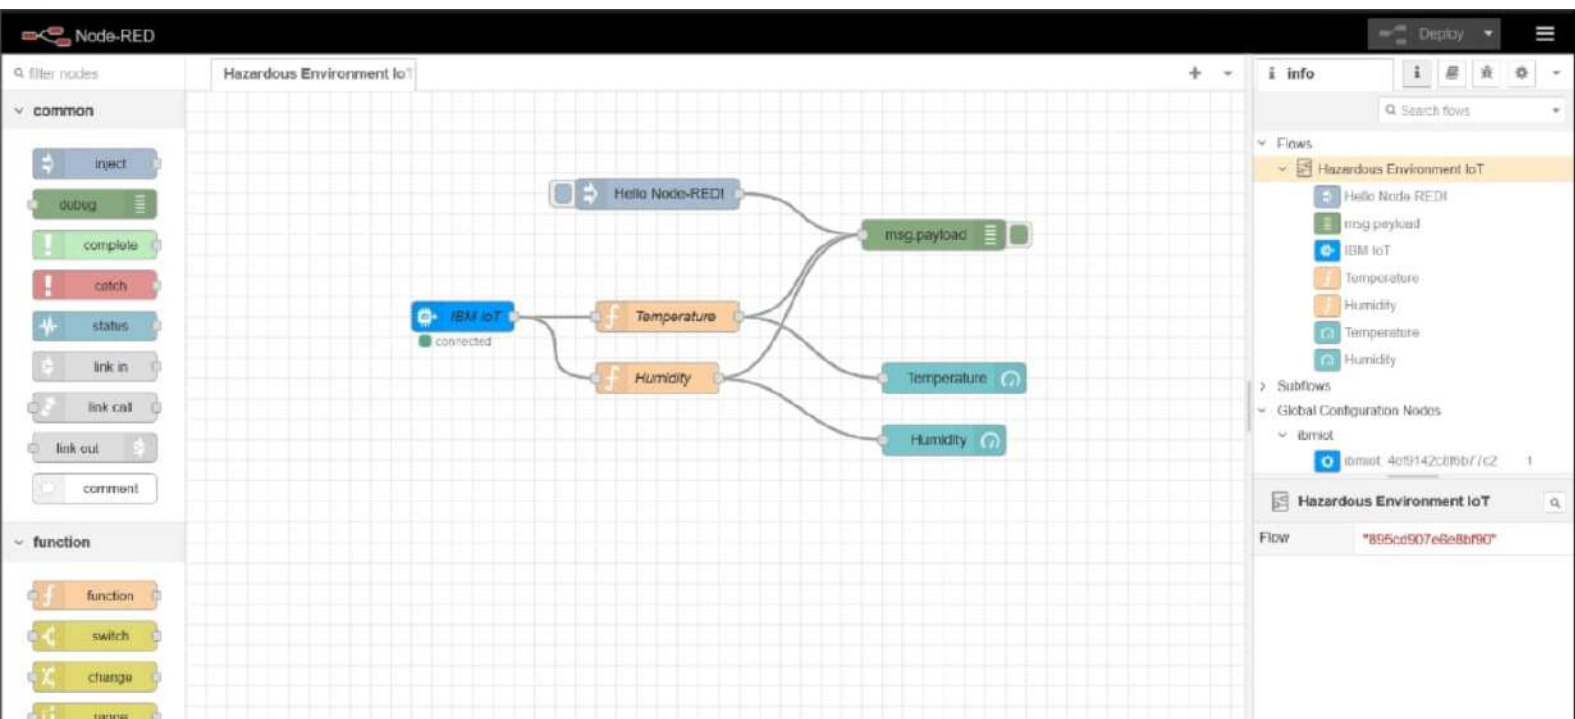 Node-RED
Deploy
filter nodes
Hazardous Environment IoT
info
Search flows
common
inject
debug
complete
catch
status
link in
link call
link out
comment
function
function
switch
change
range
Hello Node-RED!
msg.payload
IBM IoT
connected
Temperature
Humidity
Temperature
Humidity
Flows
Hazardous Environment IoT
Hello Node-RED!
msg.payload
IBM IoT
Temperature
Humidity
Temperature
Humidity
Subflows
Global Configuration Nodes
ibmiot
1
Hazardous Environment IoT
Flow "895cd907e6e8bf90"